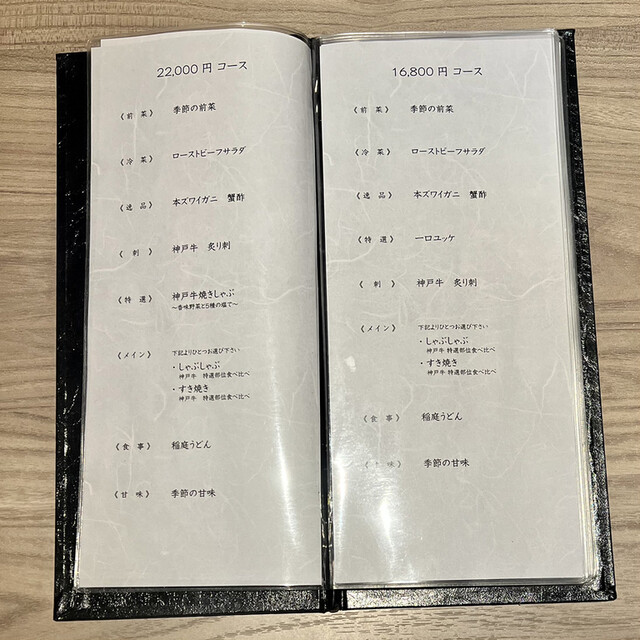 22,000円 コース
《前菜》 季節の前菜
《冷菜》 ローストビーフサラダ
《逸品》 本ズワイガニ 蟹酢
《刺》 神戸牛 炙り刺
《特選》 神戸牛焼きしゃぶ
～香味野菜と5種の塩で～
《メイン》 下記よりひとつお選び下さい
・しゃぶしゃぶ
神戸牛 特選部位食べ比べ
・すき焼き
神戸牛 特選部位食べ比べ
《食事》 稲庭うどん
《甘味》 季節の甘味
16,800円 コース
《前菜》 季節の前菜
《冷菜》 ローストビーフサラダ
《逸品》 本ズワイガニ 蟹酢
《特選》 一口ユッケ
《刺》 神戸牛 炙り刺
《メイン》 下記よりひとつお選び下さい
・しゃぶしゃぶ
神戸牛 特選部位食べ比べ
・すき焼き
神戸牛 特選部位食べ比べ
《食事》 稲庭うどん
味》 季節の甘味